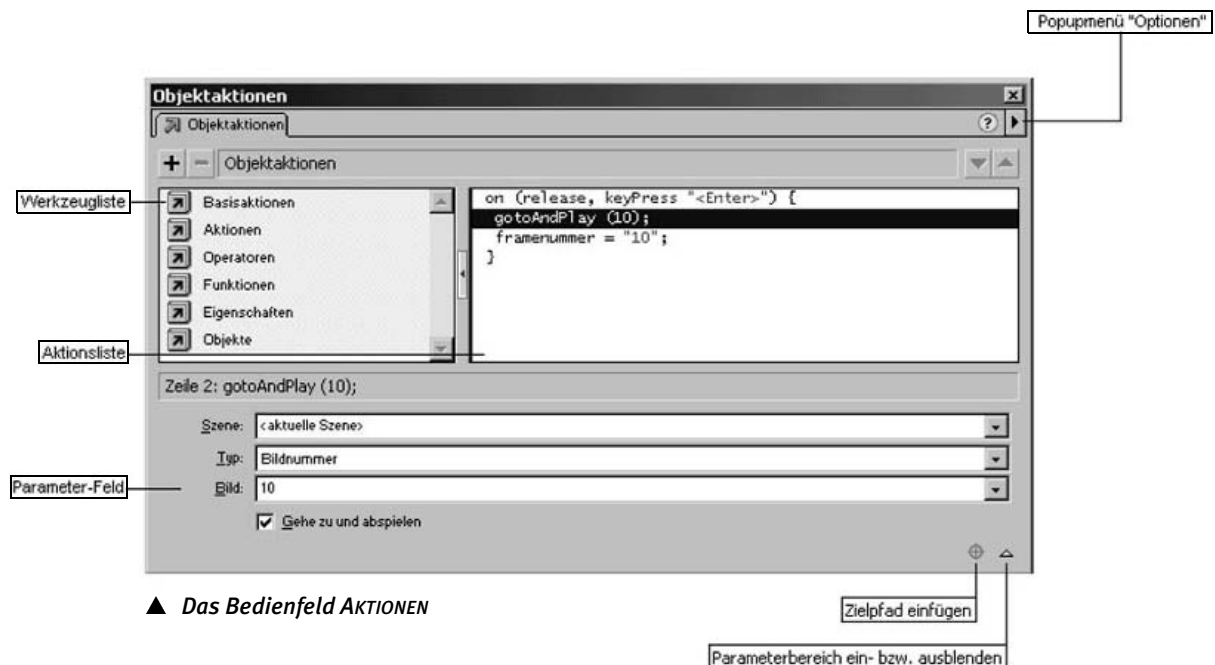 Popupmenü "Optionen"
Objektaktionen
Objektaktionen
?
Objektaktionen
Werkzeugliste
Basisaktionen
Aktionen
Operatoren
Funktionen
Eigenschaften
Objekte
on (release, keyPress "<Enter>") {
gotoAndPlay (10);
framenummer = "10";
}
Aktionsliste
Zeile 2: gotoAndPlay (10);
Szene: <aktuelle Szene>
Typ: Bildnummer
Parameter-Feld
Bild: 10
Gehe zu und abspielen
▲ Das Bedienfeld AKTIONEN
Zielpfad einfügen
Parameterbereich ein- bzw. ausblenden